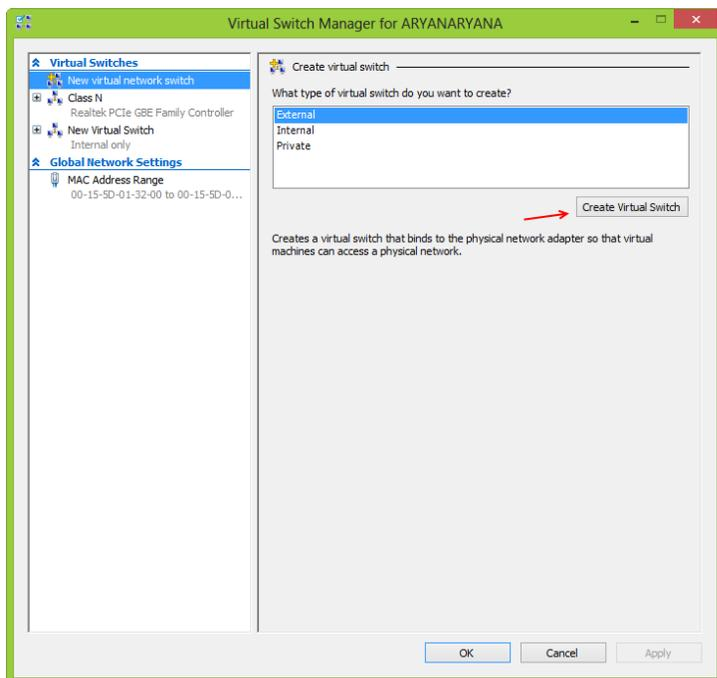 Virtual Switch Manager for ARYANARYANA
Virtual Switches
New virtual network switch
Class N
Realtek PCIe GBE Family Controller
New Virtual Switch
Internal only
Global Network Settings
MAC Address Range
00-15-5D-01-32-00 to 00-15-5D-0...
Create virtual switch
What type of virtual switch do you want to create?
External
Internal
Private
Create Virtual Switch
Creates a virtual switch that binds to the physical network adapter so that virtual
machines can access a physical network.
OK
Cancel
Apply